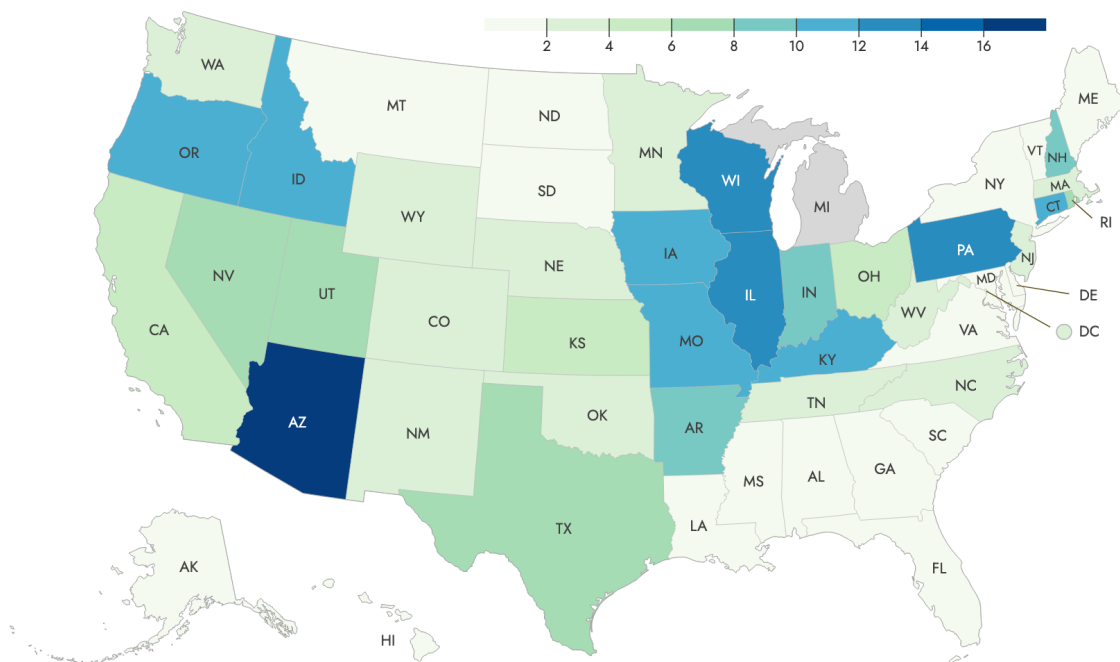 2 4 6 8 10 12 14 16
WA
MT
ND
MN
ME
OR
ID
SD
WI
MI
VT
NH
NY
MA
CT
RI
WY
NV
UT
CO
NE
IA
IL
IN
OH
PA
NJ
MD
DE
DC
CA
KS
MO
KY
WV
VA
AZ
NM
OK
AR
TN
NC
SC
TX
LA
MS
AL
GA
FL
AK
HI